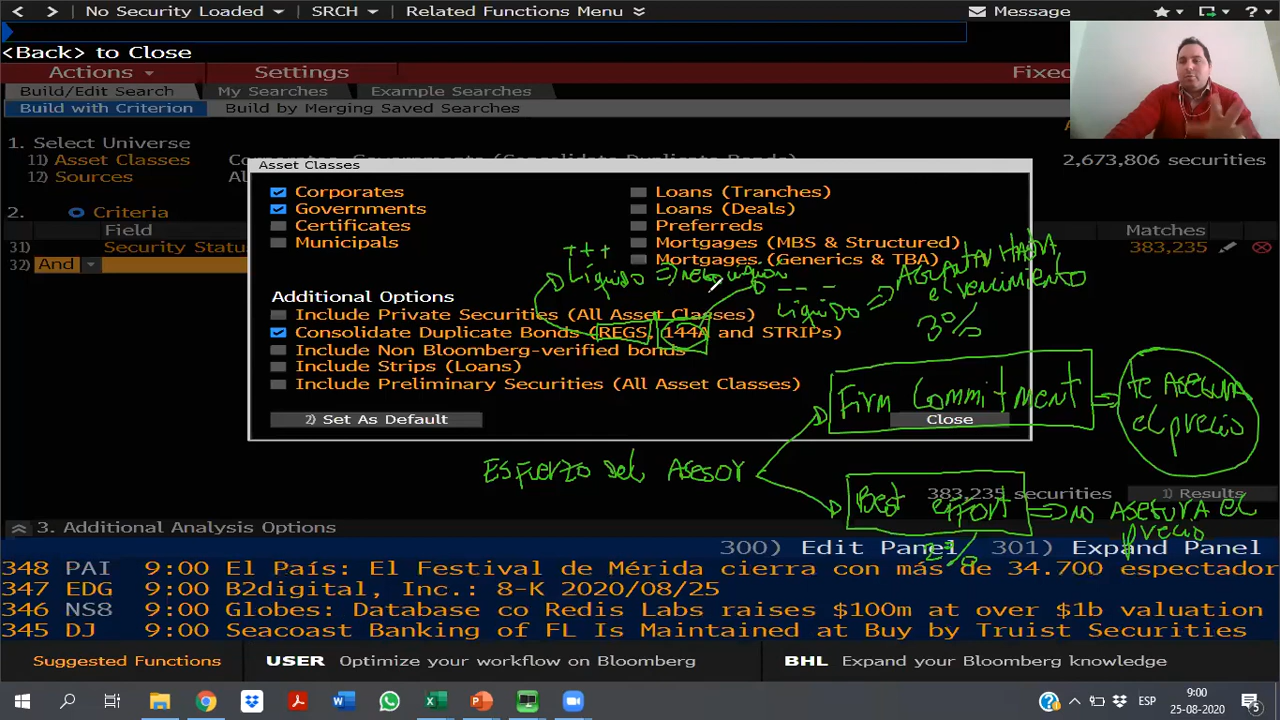 No Security Loaded SRCH Related Functions Menu Message
<Back> to Close
Actions Settings Fixed
Build/Edit Search My Searches Example Searches
Build with Criterion Build by Merging Saved Searches
1. Select Universe
11) Asset Classes 2,673,806 securities
12) Sources
2. Criteria
Field Matches
31) Security Status 383,235
32) And
Asset Classes
Corporates Loans (Tranches)
Governments Loans (Deals)
Certificates Preferreds
Municipals Mortgages (MBS & Structured)
Mortgages (Generics & TBA)
Additional Options
Include Private Securities (All Asset Classes)
Consolidate Duplicate Bonds (REGS, 144A and STRIPs)
Include Non Bloomberg-verified bonds
Include Strips (Loans)
Include Preliminary Securities (All Asset Classes)
2) Set As Default Close
+++
Líquido =>
---
Líquido => AGUANTAR HASTA
el vencimiento
3%
Firm Commitment => te ASEGURA
el precio
ESFUERZO del ASESOR
Best effort => no ASEGURA el
precio
2%
383,235 securities 1) Results
3. Additional Analysis Options
300) Edit Panel 301) Expand Panel
348 PAI 9:00 El País: El Festival de Mérida cierra con más de 34.700 espectador
347 EDG 9:00 B2digital, Inc.: 8-K 2020/08/25
346 NS8 9:00 Globes: Database co Redis Labs raises $100m at over $1b valuation
345 DJ 9:00 Seacoast Banking of FL Is Maintained at Buy by Truist Securities
Suggested Functions USER Optimize your workflow on Bloomberg BHL Expand your Bloomberg knowledge
ESP 9:00
25-08-2020 5